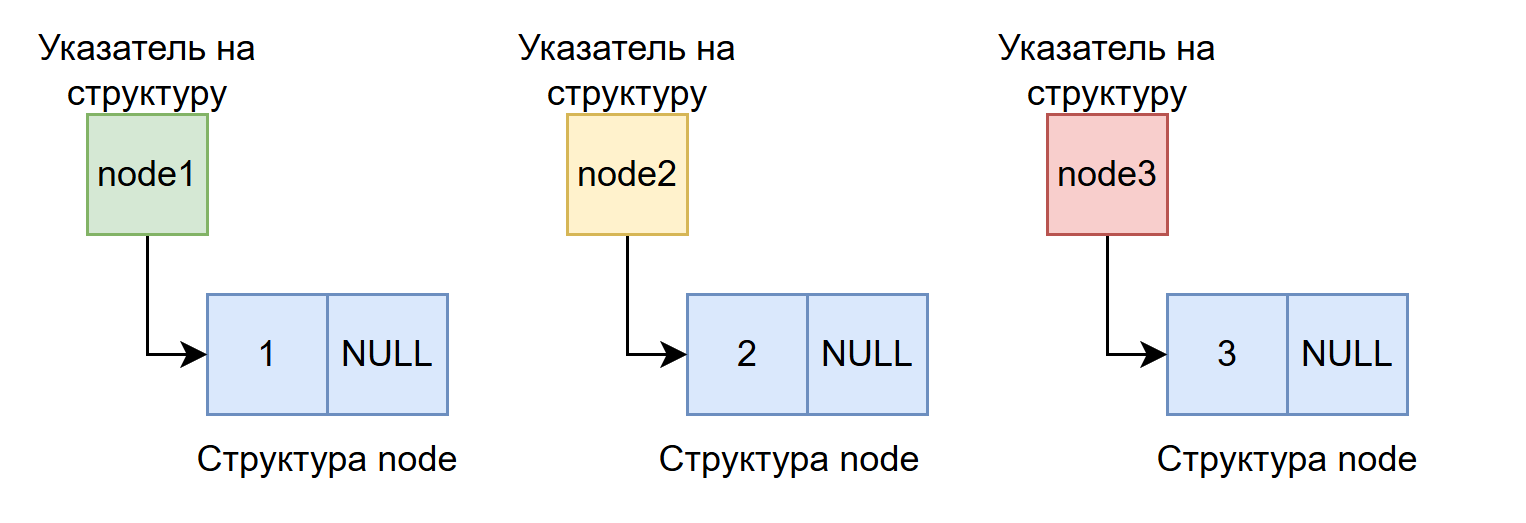 Указатель на
структуру
node1
1 NULL
Структура node
Указатель на
структуру
node2
2 NULL
Структура node
Указатель на
структуру
node3
3 NULL
Структура node